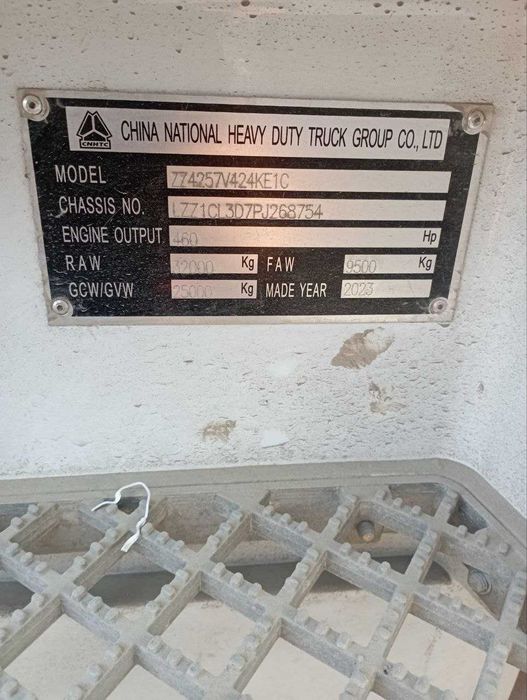 CNHTC CHINA NATIONAL HEAVY DUTY TRUCK GROUP CO., LTD
MODEL ZZ4257V424KE1C
CHASSIS NO. LZZ1CL3D7PJ268754
ENGINE OUTPUT 460 Hp
RAW 12000 Kg FAW 9500 Kg
GCW/GVW 25000 Kg MADE YEAR 2023